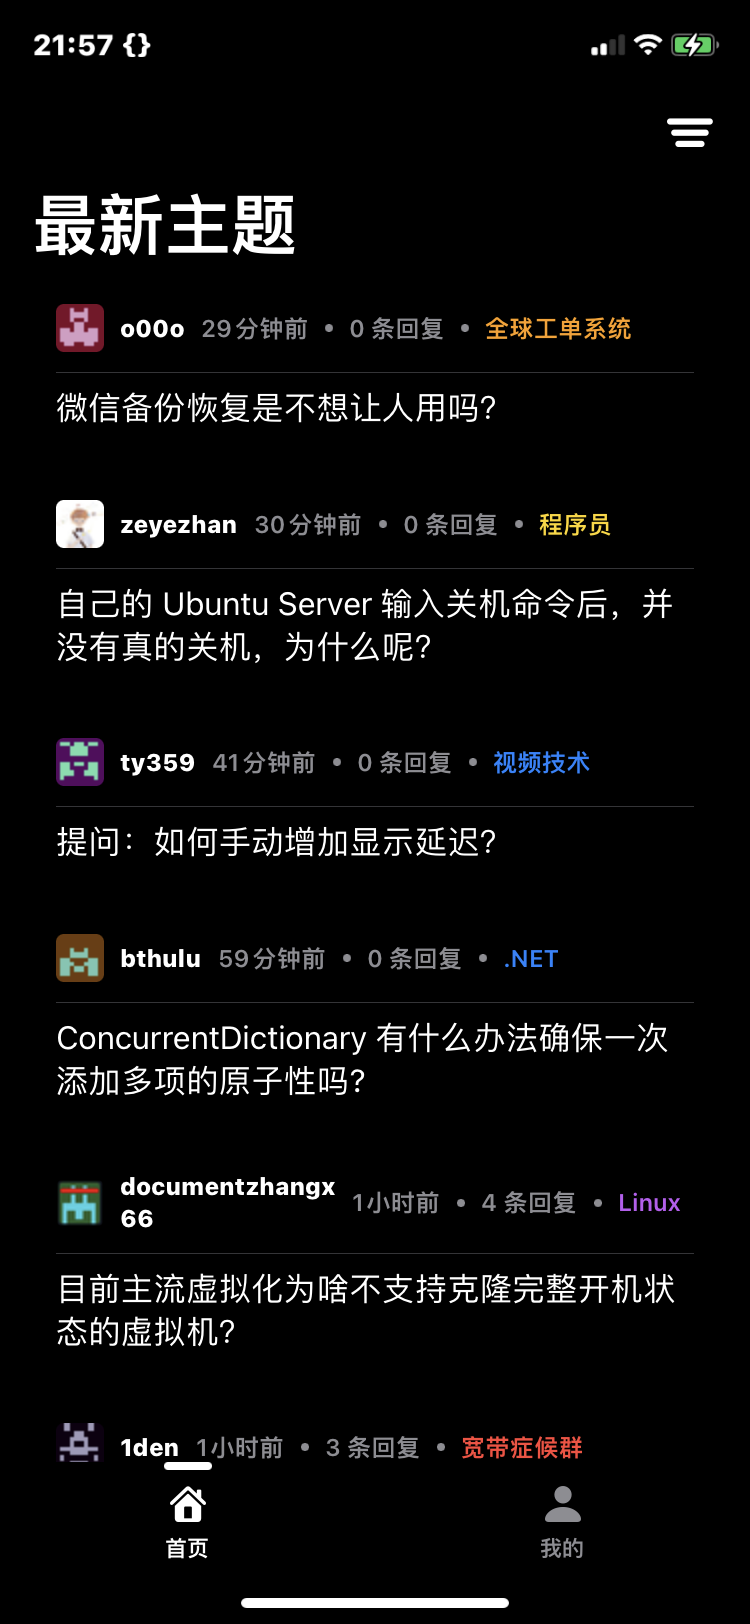 21:57 {}
最新主题
o00o 29分钟前 • 0 条回复 • 全球工单系统
微信备份恢复是不想让人用吗?
zeyezhan 30分钟前 • 0 条回复 • 程序员
自己的 Ubuntu Server 输入关机命令后，并
没有真的关机，为什么呢?
ty359 41分钟前 • 0 条回复 • 视频技术
提问：如何手动增加显示延迟?
bthulu 59分钟前 • 0 条回复 • .NET
ConcurrentDictionary 有什么办法确保一次
添加多项的原子性吗?
documentzhangx
66 1小时前 • 4 条回复 • Linux
目前主流虚拟化为啥不支持克隆完整开机状
态的虚拟机?
1den 1小时前 • 3 条回复 • 宽带症候群
首页 我的